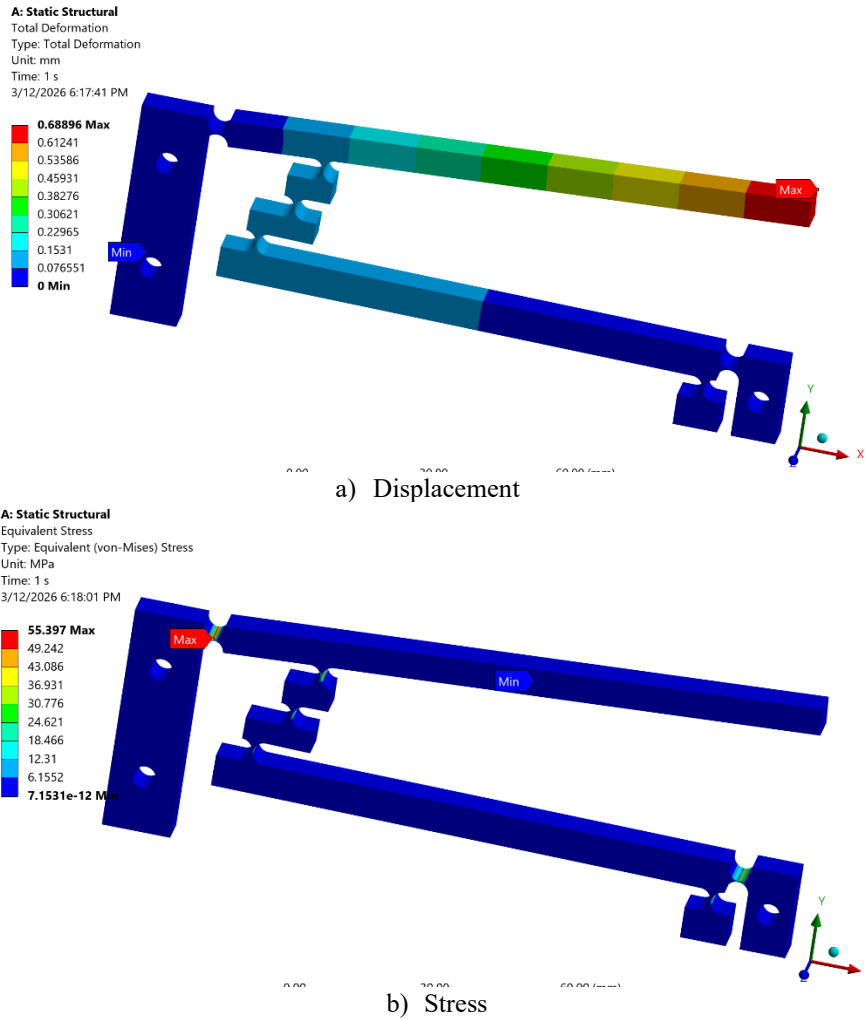 A: Static Structural
Total Deformation
Type: Total Deformation
Unit: mm
Time: 1 s
3/12/2026 6:17:41 PM
0.68896 Max
0.61241
0.53586
0.45931
0.38276
0.30621
0.22965
0.1531
0.076551
0 Min
Max
Min
Y
X
a) Displacement
A: Static Structural
Equivalent Stress
Type: Equivalent (von-Mises) Stress
Unit: MPa
Time: 1 s
3/12/2026 6:18:01 PM
55.397 Max
49.242
43.086
36.931
30.776
24.621
18.466
12.31
6.1552
7.1531e-12 Min
Max
Min
Y
b) Stress